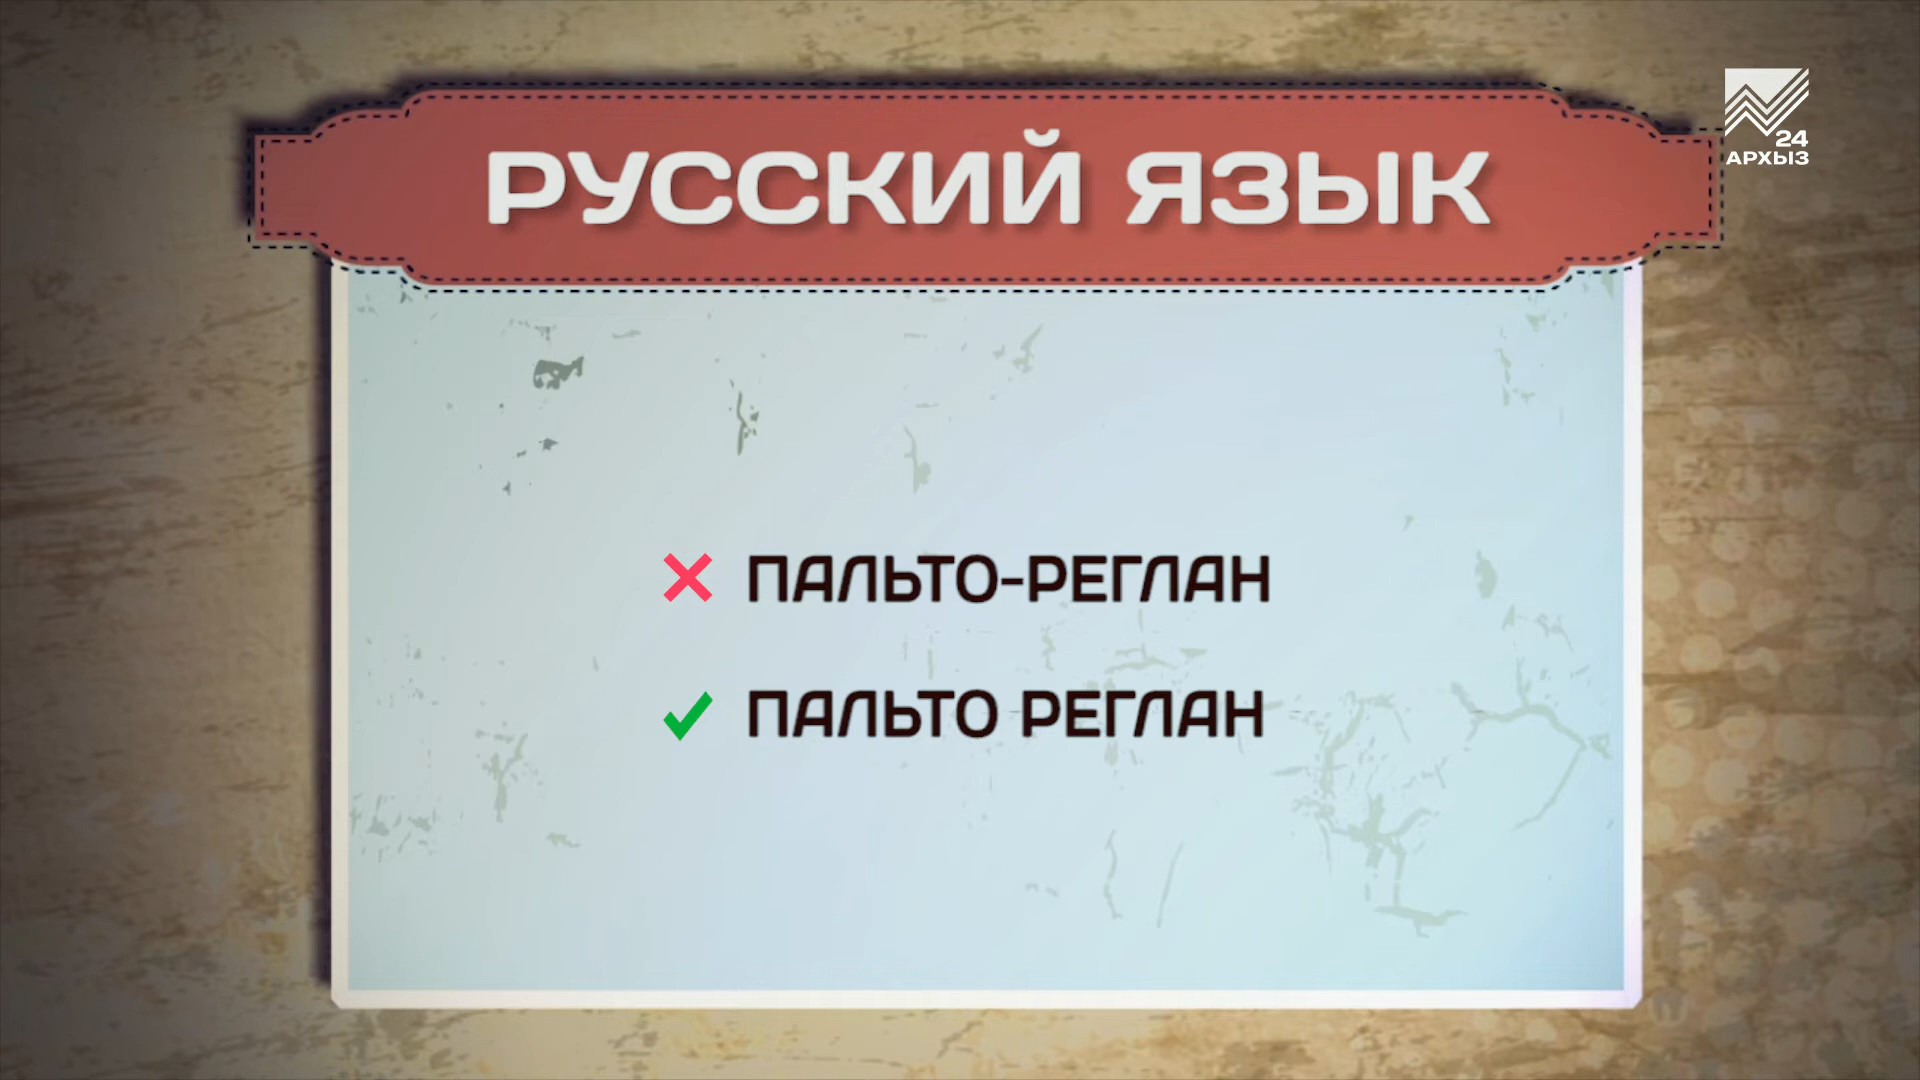 РУССКИЙ ЯЗЫК
24
АРХЫЗ
ПАЛЬТО-РЕГЛАН
ПАЛЬТО РЕГЛАН